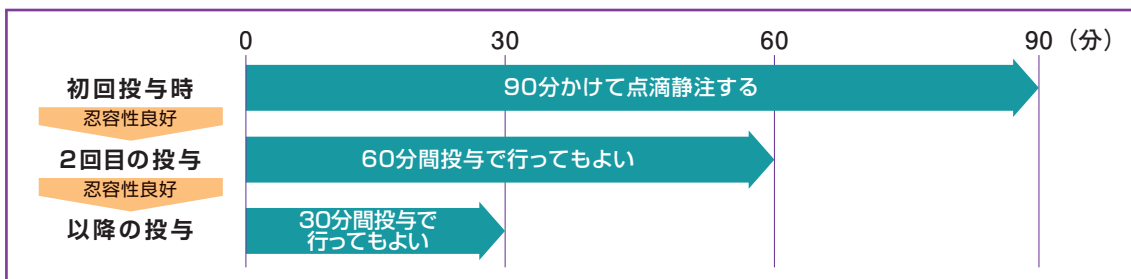 0 30 60 90（分）
初回投与時
90分かけて点滴静注する
忍容性良好
2回目の投与
60分間投与で行ってもよい
忍容性良好
以降の投与
30分間投与で
行ってもよい